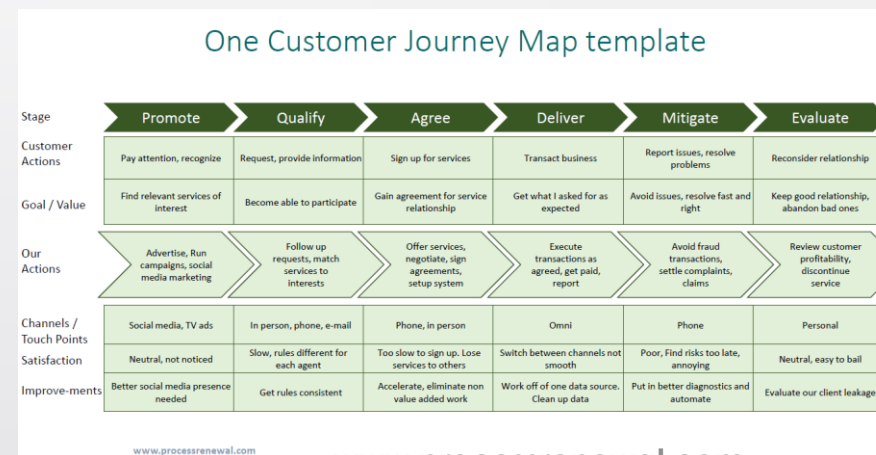 One Customer Journey Map template
Stage
Promote
Qualify
Agree
Deliver
Mitigate
Evaluate
Customer
Actions
Pay attention, recognize
Request, provide information
Sign up for services
Transact business
Report issues, resolve
problems
Reconsider relationship
Goal / Value
Find relevant services of
interest
Become able to participate
Gain agreement for service
relationship
Get what I asked for as
expected
Avoid issues, resolve fast and
right
Keep good relationship,
abandon bad ones
Our
Actions
Advertise, Run
campaigns, social
media marketing
Follow up
requests, match
services to
interests
Offer services,
negotiate, sign
agreements,
setup system
Execute
transactions as
agreed, get paid,
report
Avoid fraud
transactions,
settle complaints,
claims
Review customer
profitability,
discontinue
service
Channels /
Touch Points
Social media, TV ads
In person, phone, e-mail
Phone, in person
Omni
Phone
Personal
Satisfaction
Neutral, not noticed
Slow, rules different for
each agent
Too slow to sign up. Lose
services to others
Switch between channels not
smooth
Poor, Find risks too late,
annoying
Neutral, easy to bail
Improve-ments
Better social media presence
needed
Get rules consistent
Accelerate, eliminate non
value added work
Work off of one data source.
Clean up data
Put in better diagnostics and
automate
Evaluate our client leakage
www.processrenewal.com